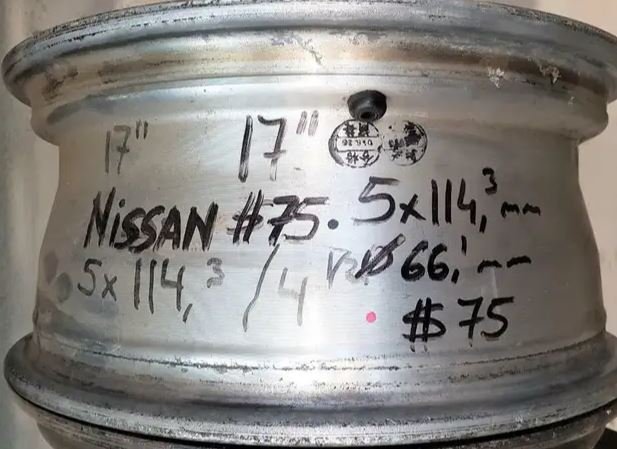 17" 17"
NiSSAN #75. 5x114,3 mm
5x114,3 /4 Ø 66,1 mm
$75